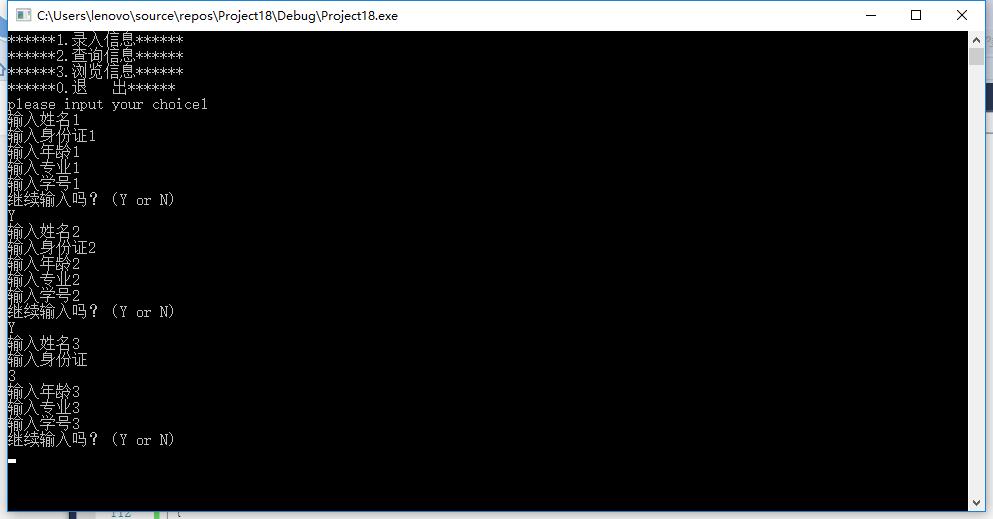 C:\Users\lenovo\source\repos\Project18\Debug\Project18.exe
******1.录入信息******
******2.查询信息******
******3.浏览信息******
******0.退   出******
please input your choice1
输入姓名1
输入身份证1
输入年龄1
输入专业1
输入学号1
继续输入吗? (Y or N)
Y
输入姓名2
输入身份证2
输入年龄2
输入专业2
输入学号2
继续输入吗? (Y or N)
Y
输入姓名3
输入身份证
3
输入年龄3
输入专业3
输入学号3
继续输入吗? (Y or N)
112